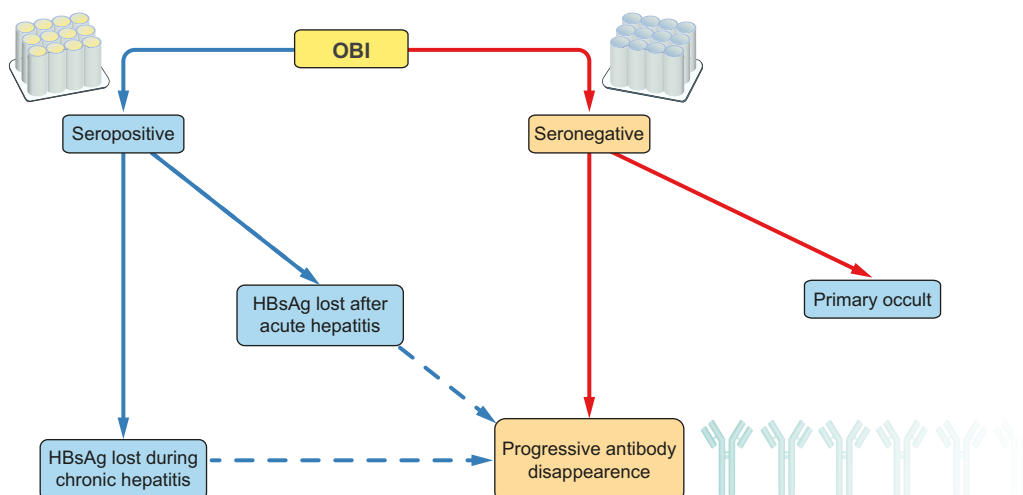 OBI
Seropositive
Seronegative
HBsAg lost after
acute hepatitis
Primary occult
HBsAg lost during
chronic hepatitis
Progressive antibody
disappearence